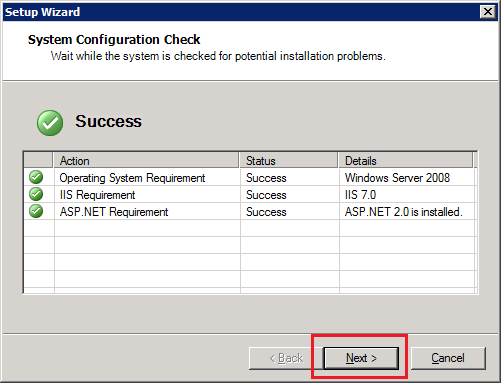 Setup Wizard
System Configuration Check
Wait while the system is checked for potential installation problems.
Success
Action Status Details
Operating System Requirement Success Windows Server 2008
IIS Requirement Success IIS 7.0
ASP.NET Requirement Success ASP.NET 2.0 is installed.
< Back Next > Cancel